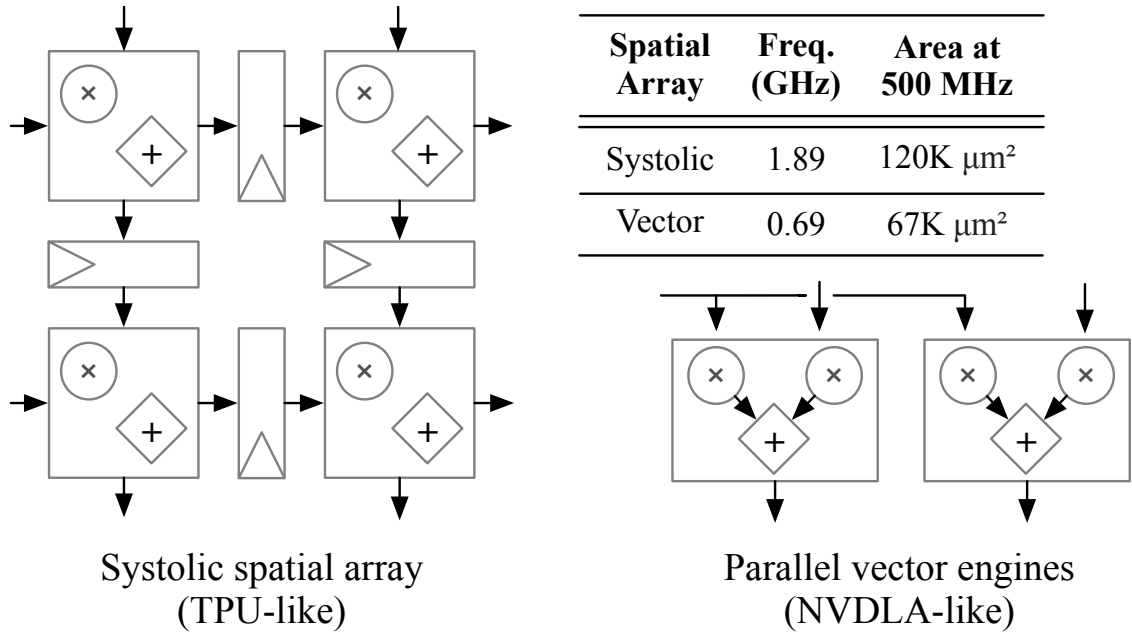 ×
+
×
+
×
+
×
+
Systolic spatial array
(TPU-like)
Spatial Freq. Area at
Array (GHz) 500 MHz
Systolic 1.89 120K μm²
Vector 0.69 67K μm²
× × × ×
+ +
Parallel vector engines
(NVDLA-like)